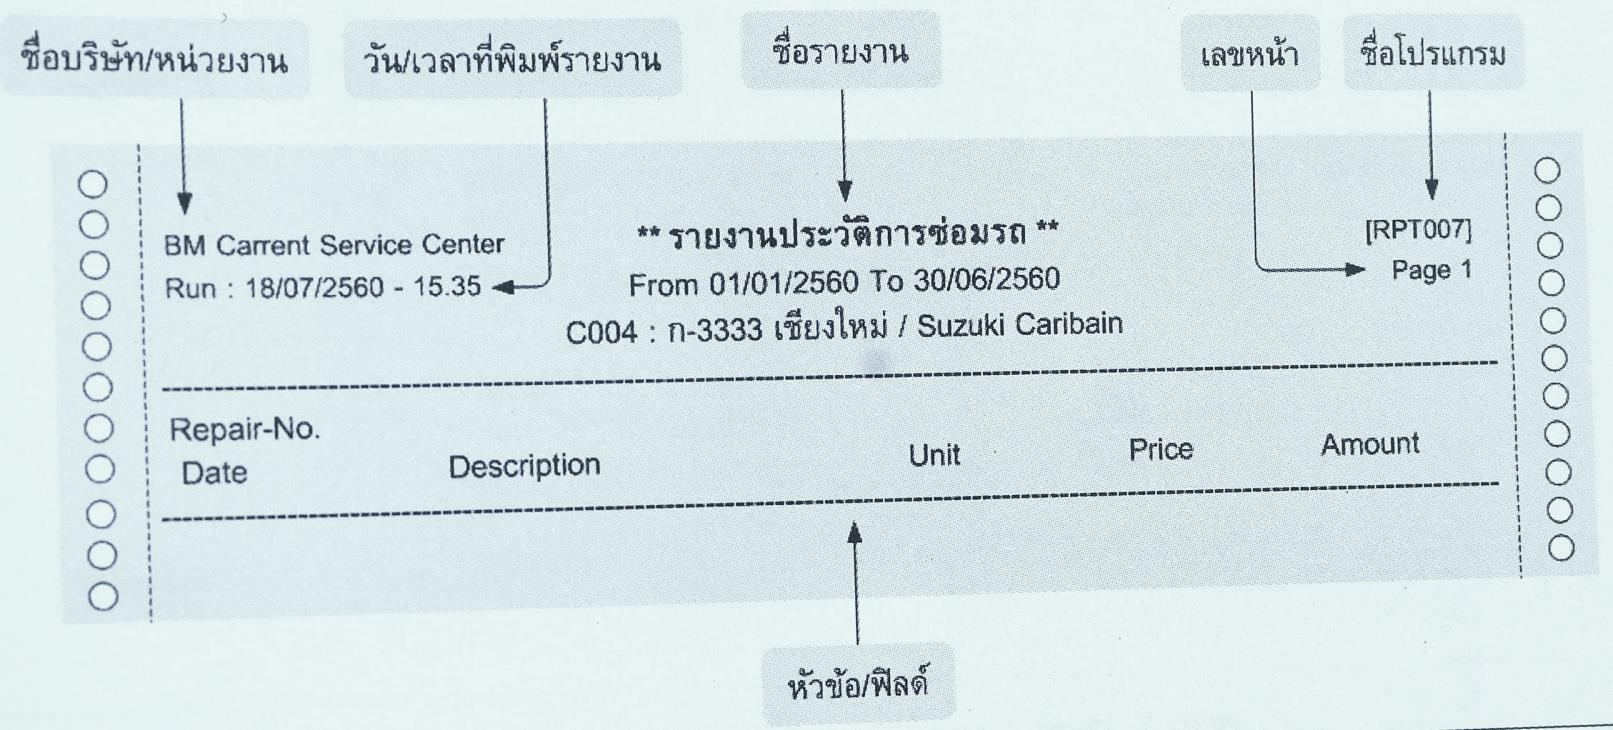 ชื่อบริษัท/หน่วยงาน วัน/เวลาที่พิมพ์รายงาน ชื่อรายงาน เลขหน้า ชื่อโปรแกรม
BM Carrent Service Center ** รายงานประวัติการซ่อมรถ ** [RPT007]
Run : 18/07/2560 - 15.35 From 01/01/2560 To 30/06/2560 Page 1
C004 : ก-3333 เชียงใหม่ / Suzuki Caribain
Repair-No.
Date Description Unit Price Amount
หัวข้อ/ฟิลด์